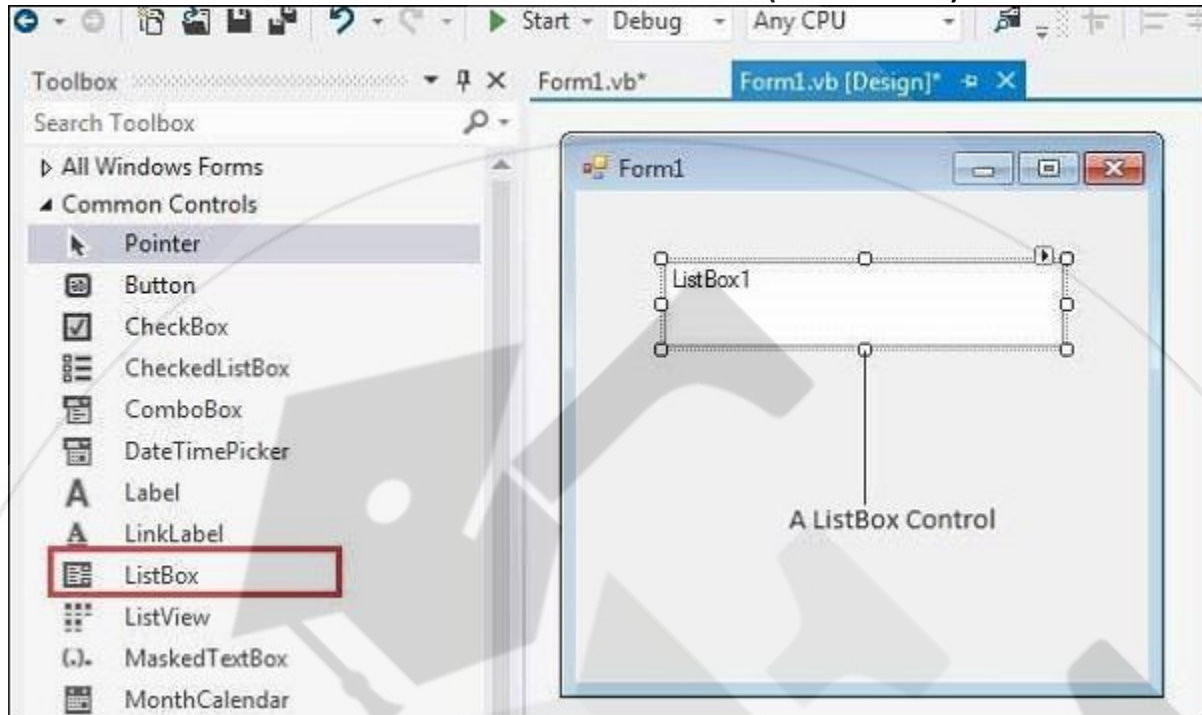 Start Debug Any CPU
Toolbox
Form1.vb*
Form1.vb [Design]*
Search Toolbox
All Windows Forms
Common Controls
Pointer
Button
CheckBox
CheckedListBox
ComboBox
DateTimePicker
Label
LinkLabel
ListBox
ListView
MaskedTextBox
MonthCalendar
Form1
ListBox1
A ListBox Control